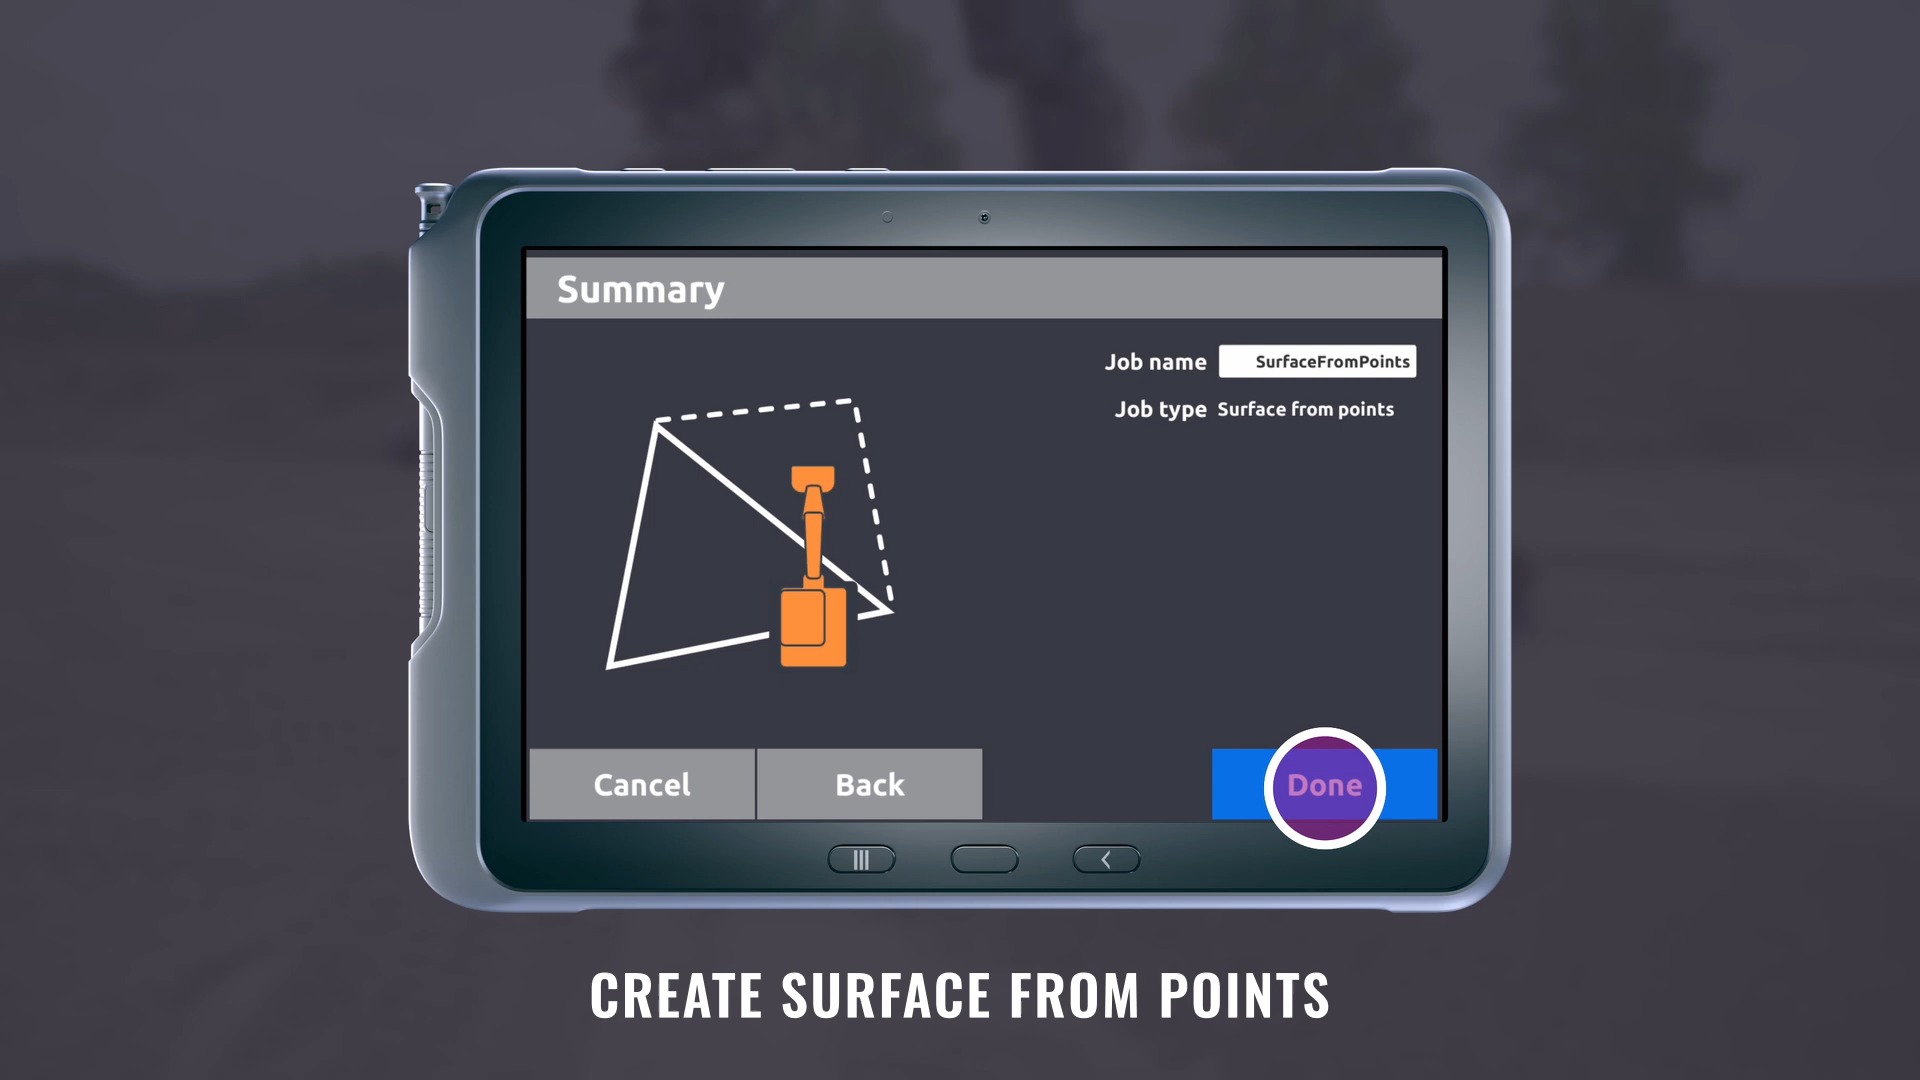 Summary
Job name SurfaceFromPoints
Job type Surface from points
Cancel Back Done
CREATE SURFACE FROM POINTS